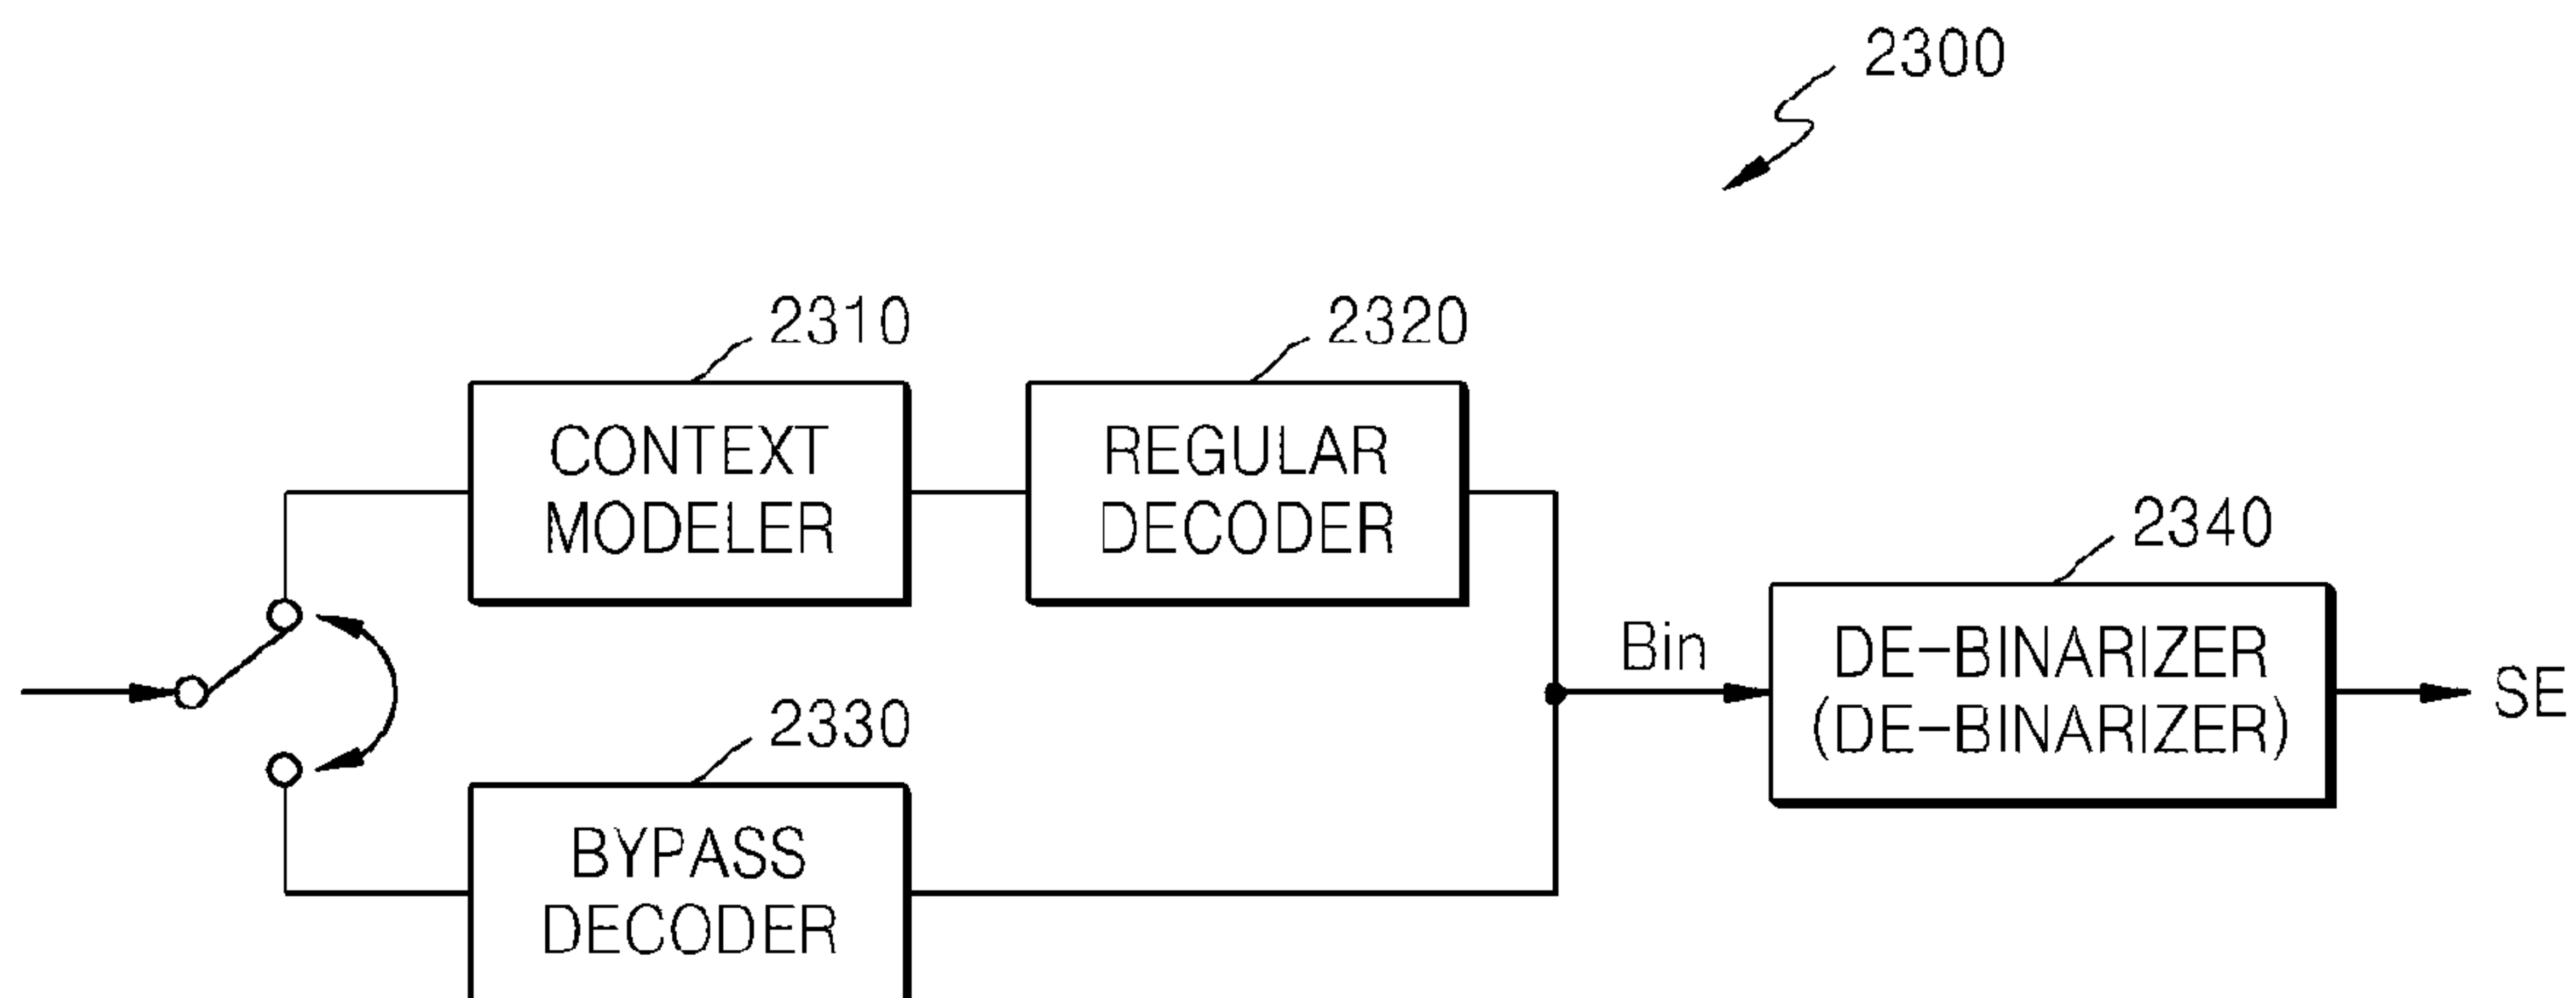 2300
2310
2320
CONTEXT
MODELER
REGULAR
DECODER
2340
Bin
DE-BINARIZER
(DE-BINARIZER)
SE
2330
BYPASS
DECODER